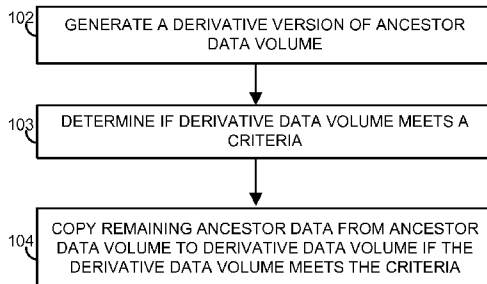 102
GENERATE A DERIVATIVE VERSION OF ANCESTOR
DATA VOLUME
103
DETERMINE IF DERIVATIVE DATA VOLUME MEETS A
CRITERIA
104
COPY REMAINING ANCESTOR DATA FROM ANCESTOR
DATA VOLUME TO DERIVATIVE DATA VOLUME IF THE
DERIVATIVE DATA VOLUME MEETS THE CRITERIA